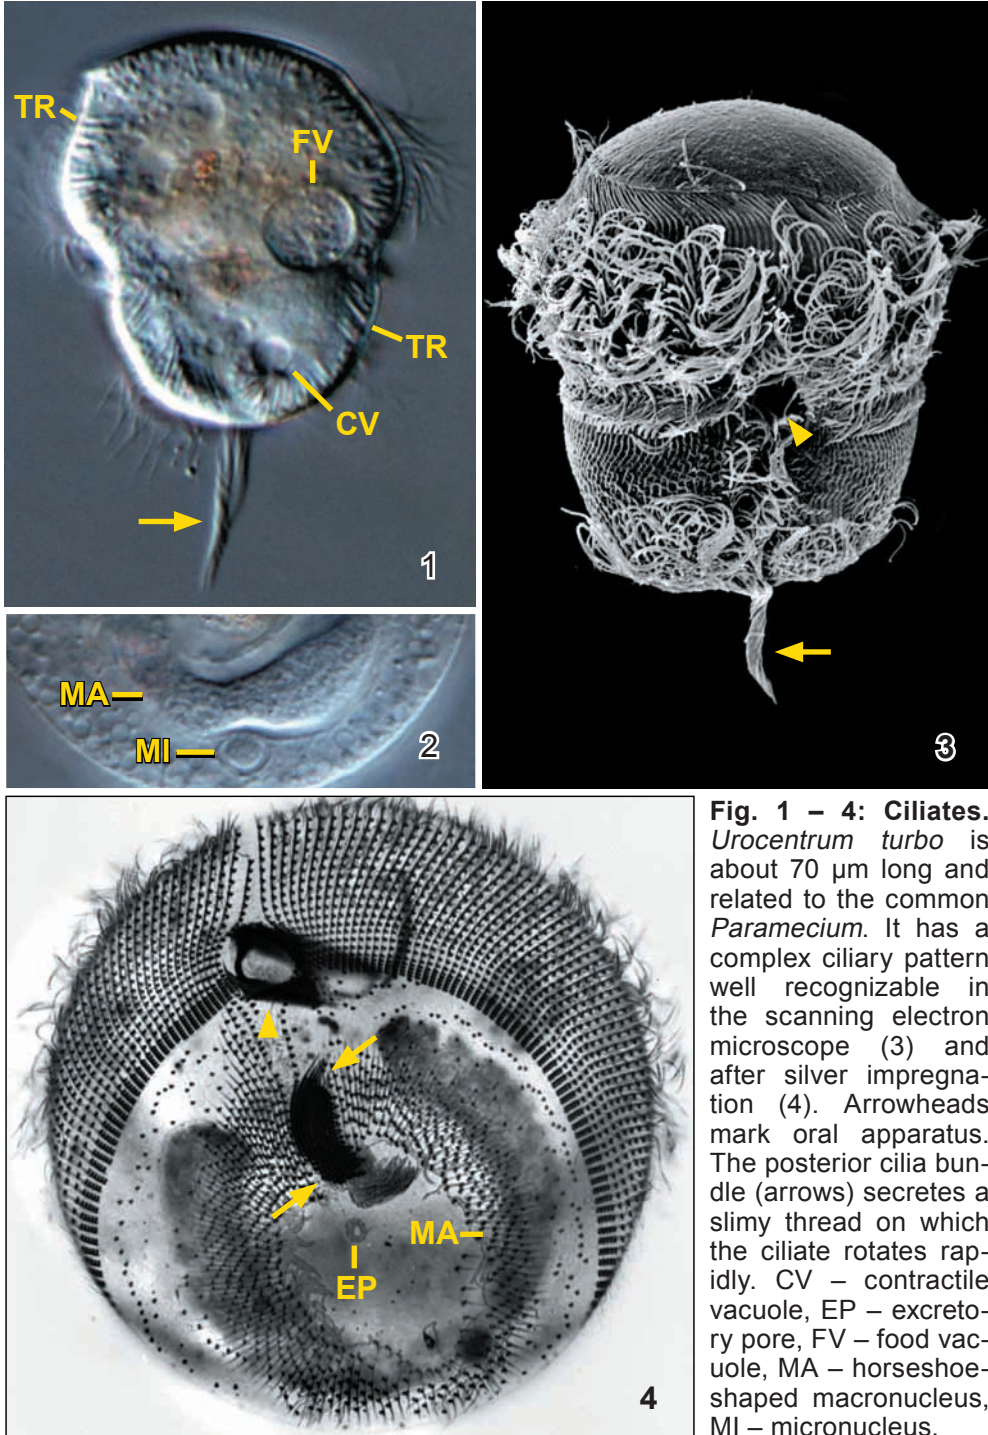 TR
FV
TR
CV
1
MA
MI
2
3
MA
EP
4
Fig. 1 – 4: Ciliates.
Urocentrum turbo is
about 70 µm long and
related to the common
Paramecium. It has a
complex ciliary pattern
well recognizable in
the scanning electron
microscope (3) and
after silver impregna-
tion (4). Arrowheads
mark oral apparatus.
The posterior cilia bun-
dle (arrows) secretes a
slimy thread on which
the ciliate rotates rap-
idly. CV – contractile
vacuole, EP – excreto-
ry pore, FV – food vac-
uole, MA – horseshoe-
shaped macronucleus,
MI – micronucleus.